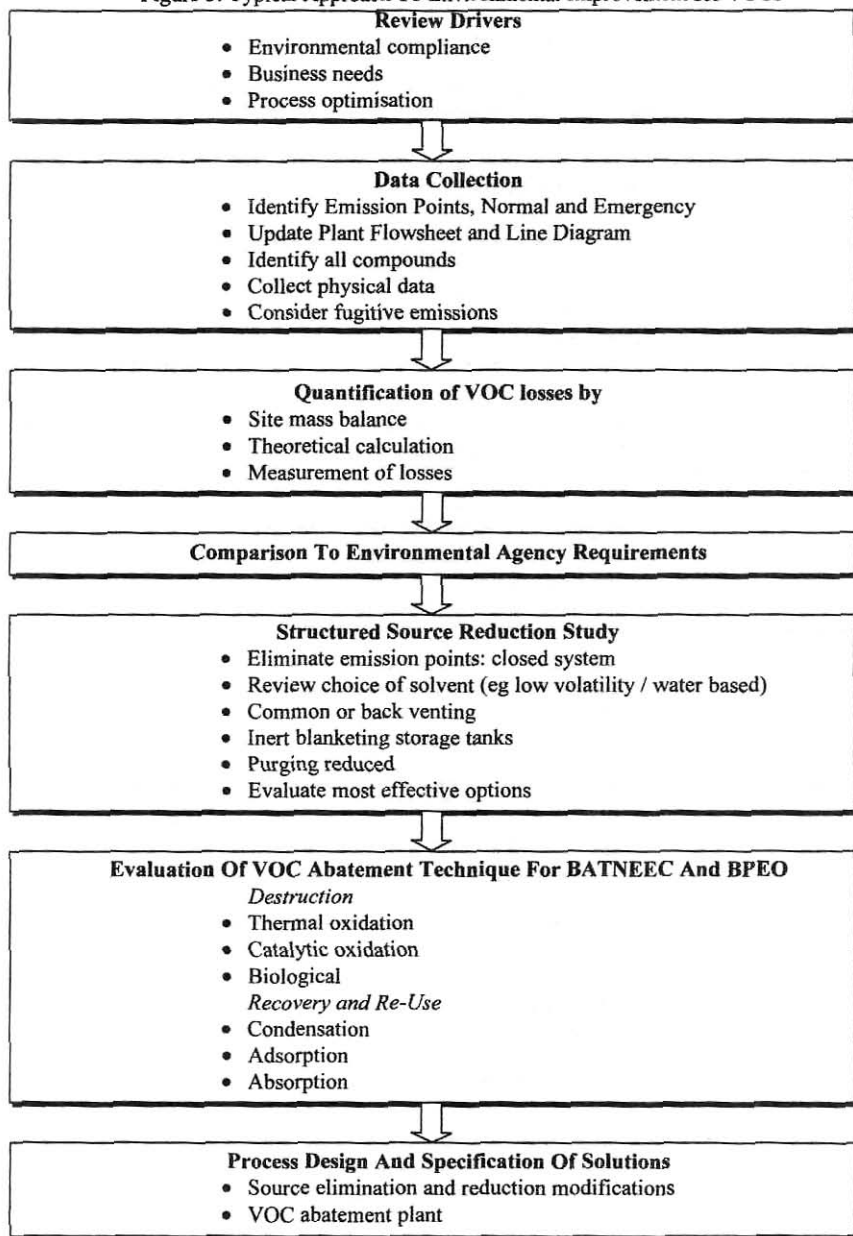 Review Drivers
• Environmental compliance
• Business needs
• Process optimisation
Data Collection
• Identify Emission Points, Normal and Emergency
• Update Plant Flowsheet and Line Diagram
• Identify all compounds
• Collect physical data
• Consider fugitive emissions
Quantification of VOC losses by
• Site mass balance
• Theoretical calculation
• Measurement of losses
Comparison To Environmental Agency Requirements
Structured Source Reduction Study
• Eliminate emission points: closed system
• Review choice of solvent (eg low volatility / water based)
• Common or back venting
• Inert blanketing storage tanks
• Purging reduced
• Evaluate most effective options
Evaluation Of VOC Abatement Technique For BATNEEC And BPEO
Destruction
• Thermal oxidation
• Catalytic oxidation
• Biological
Recovery and Re-Use
• Condensation
• Adsorption
• Absorption
Process Design And Specification Of Solutions
• Source elimination and reduction modifications
• VOC abatement plant